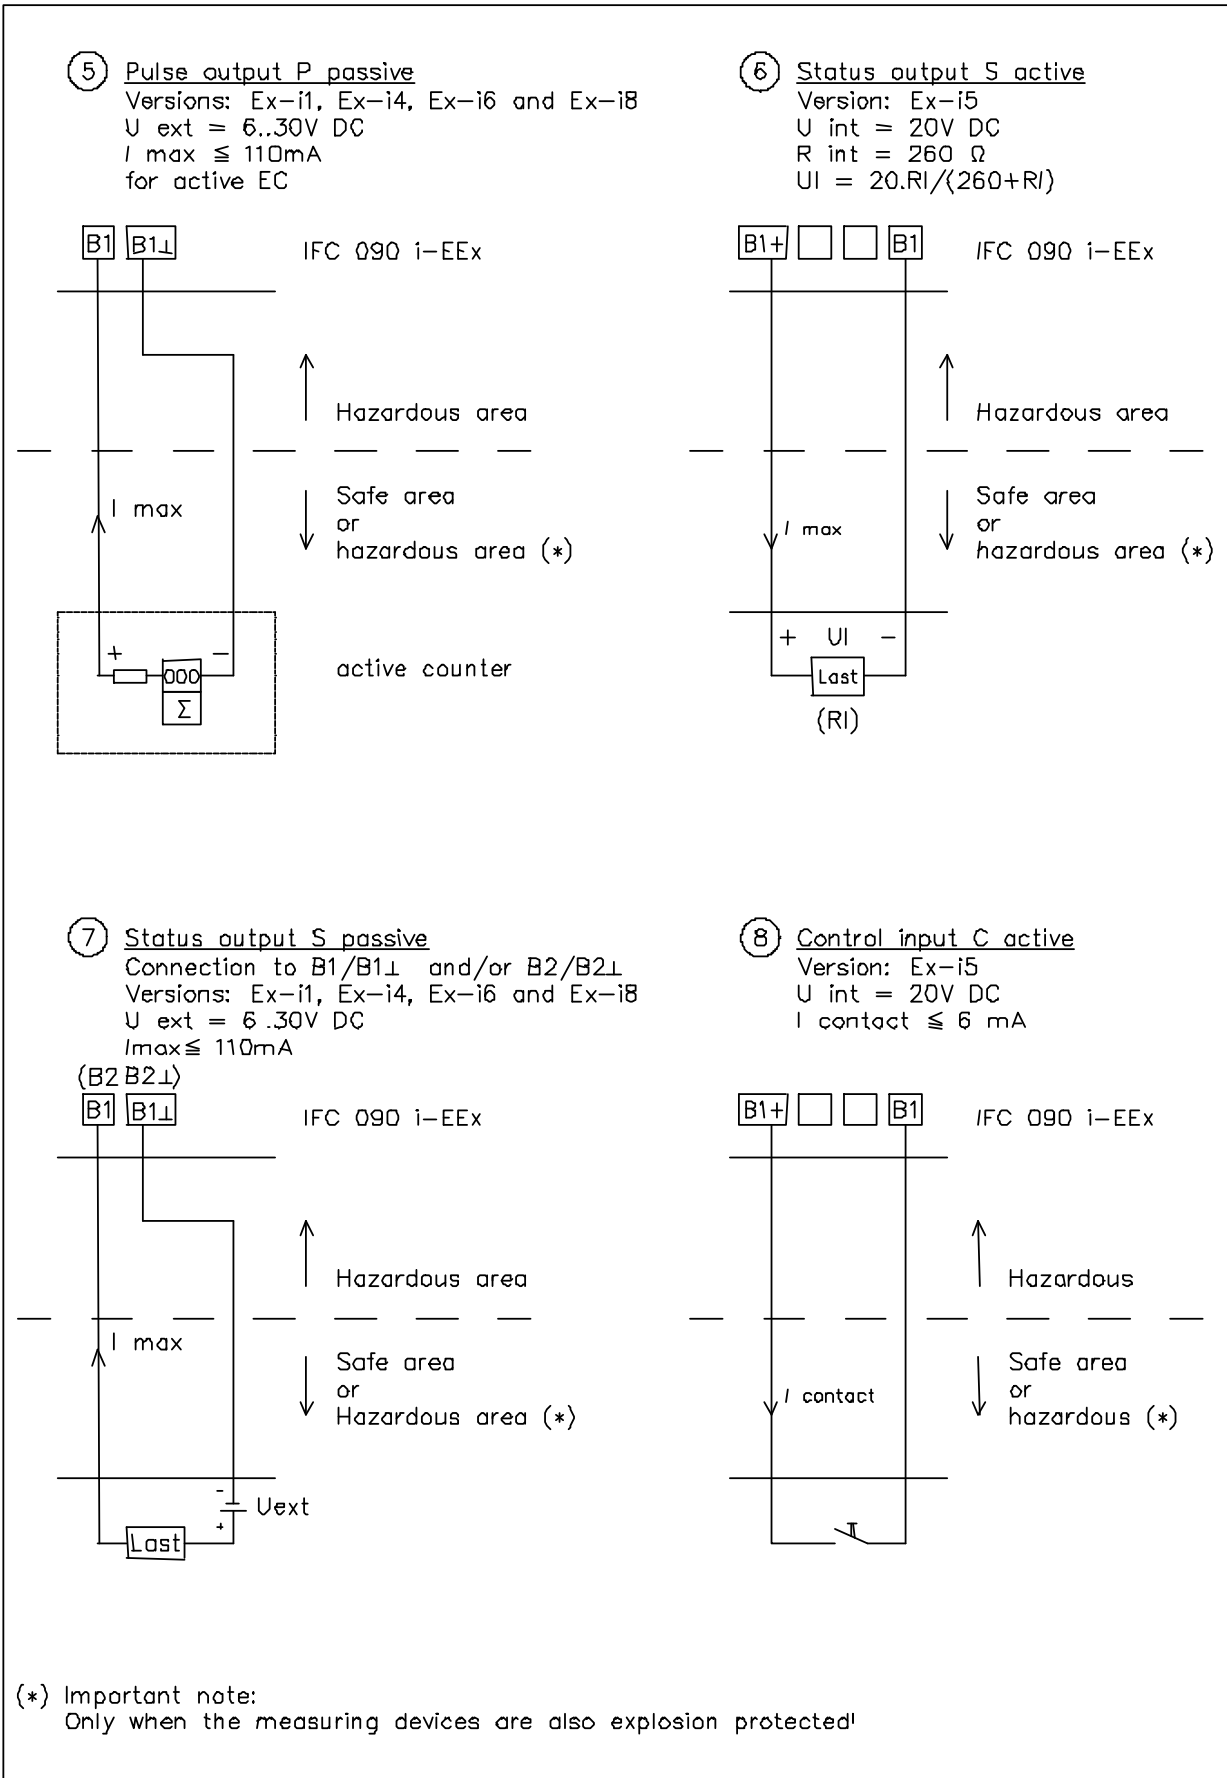 5 Pulse output P passive
Versions: Ex-i1, Ex-i4, Ex-i6 and Ex-i8
U ext = 6..30V DC
I max ≦ 110mA
for active EC
B1 B1⊥
IFC 090 i-EEx
Hazardous area
I max
Safe area
or
hazardous area (*)
+ −
000
Σ
active counter
6 Status output S active
Version: Ex-i5
U int = 20V DC
R int = 260 Ω
Ul = 20.Rl/(260+Rl)
B1+ B1
IFC 090 i-EEx
Hazardous area
I max
Safe area
or
hazardous area (*)
+ Ul −
Last
(Rl)
7 Status output S passive
Connection to B1/B1⊥ and/or B2/B2⊥
Versions: Ex-i1, Ex-i4, Ex-i6 and Ex-i8
U ext = 6 .30V DC
Imax≦ 110mA
(B2 B2⊥)
B1 B1⊥
IFC 090 i-EEx
Hazardous area
I max
Safe area
or
Hazardous area (*)
-
Uext
+
Last
8 Control input C active
Version: Ex-i5
U int = 20V DC
I contact ≦ 6 mA
B1+ B1
IFC 090 i-EEx
Hazardous
I contact
Safe area
or
hazardous (*)
(*) Important note:
Only when the measuring devices are also explosion protected!